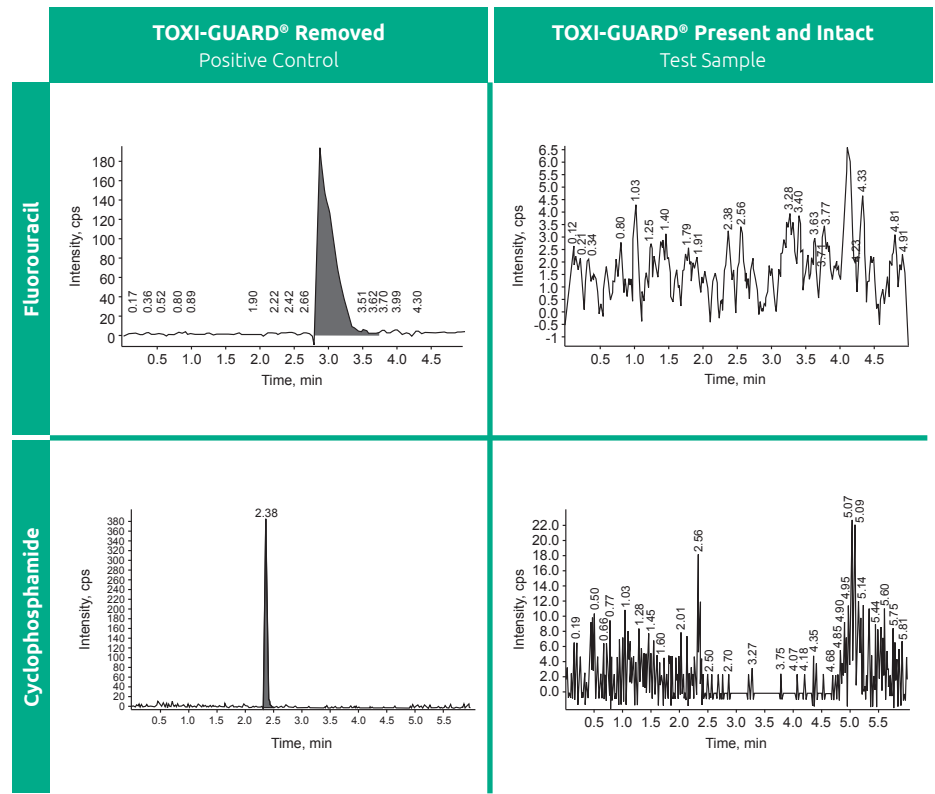 TOXI-GUARD® Removed
Positive Control
TOXI-GUARD® Present and Intact
Test Sample
Fluorouracil
Intensity, cps
180
160
140
120
100
80
60
40
20
0
0.17 0.36 0.52 0.80 0.89 1.90 2.22 2.42 2.66 3.51 3.62 3.70 3.99 4.30
0.5 1.0 1.5 2.0 2.5 3.0 3.5 4.0 4.5
Time, min
Intensity, cps
6.5
5.5
5.0
4.5
4.0
3.5
3.0
2.5
2.0
1.5
1.0
0.5
0.0
-0.5
-1
0.12 0.21 0.34 0.80 1.03 1.25 1.40 1.79 1.91 2.38 2.56 3.28 3.40 3.63 3.71 3.77 4.23 4.33 4.81 4.91
0.5 1.0 1.5 2.0 2.5 3.0 3.5 4.0 4.5
Time, min
Cyclophosphamide
Intensity, cps
380
360
340
320
300
280
260
240
220
200
180
160
140
120
100
80
60
40
20
0
2.38
0.5 1.0 1.5 2.0 2.5 3.0 3.5 4.0 4.5 5.0 5.5
Time, min
Intensity, cps
22.0
18.0
16.0
14.0
12.0
10.0
8.0
6.0
4.0
2.0
0.0
0.19 0.50 0.66 0.77 1.03 1.28 1.45 1.60 2.01 2.56 2.50 2.70 3.27 3.75 4.07 4.18 4.35 4.68 4.85 4.90 4.95 5.07 5.09 5.14 5.44 5.60 5.75 5.81
0.5 1.0 1.5 2.0 2.5 3.0 3.5 4.0 4.5 5.0 5.5
Time, min